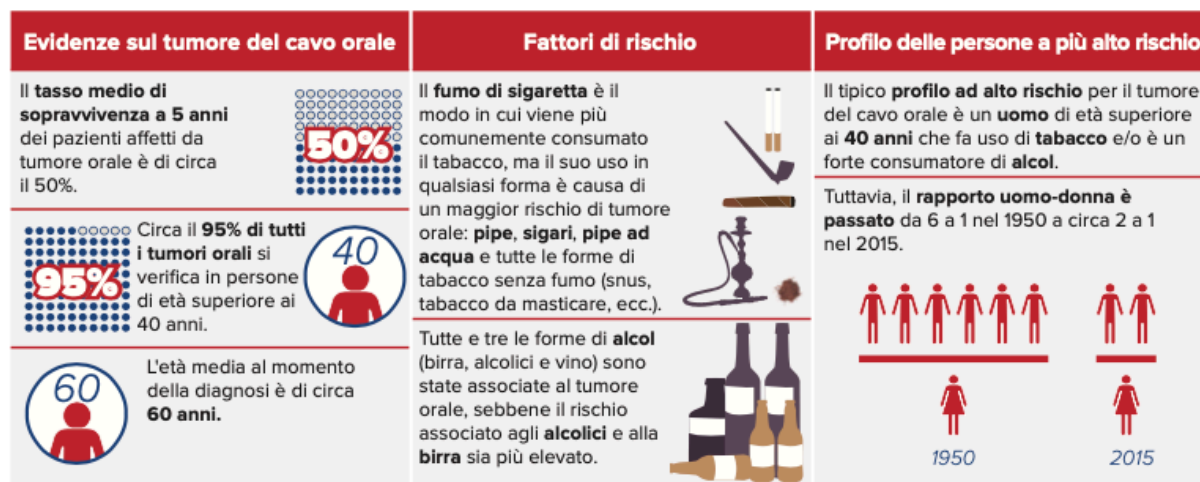 Evidenze sul tumore del cavo orale
Il tasso medio di
sopravvivenza a 5 anni
dei pazienti affetti da
tumore orale è di circa
il 50%.
50%
95%
Circa il 95% di tutti
i tumori orali si
verifica in persone
di età superiore ai
40 anni.
40
60
L'età media al momento
della diagnosi è di circa
60 anni.
Fattori di rischio
Il fumo di sigaretta è il
modo in cui viene più
comunemente consumato
il tabacco, ma il suo uso in
qualsiasi forma è causa di
un maggior rischio di tumore
orale: pipe, sigari, pipe ad
acqua e tutte le forme di
tabacco senza fumo (snus,
tabacco da masticare, ecc.).
Tutte e tre le forme di alcol
(birra, alcolici e vino) sono
state associate al tumore
orale, sebbene il rischio
associato agli alcolici e alla
birra sia più elevato.
Profilo delle persone a più alto rischio
Il tipico profilo ad alto rischio per il tumore
del cavo orale è un uomo di età superiore
ai 40 anni che fa uso di tabacco e/o è un
forte consumatore di alcol.
Tuttavia, il rapporto uomo-donna è
passato da 6 a 1 nel 1950 a circa 2 a 1
nel 2015.
1950
2015